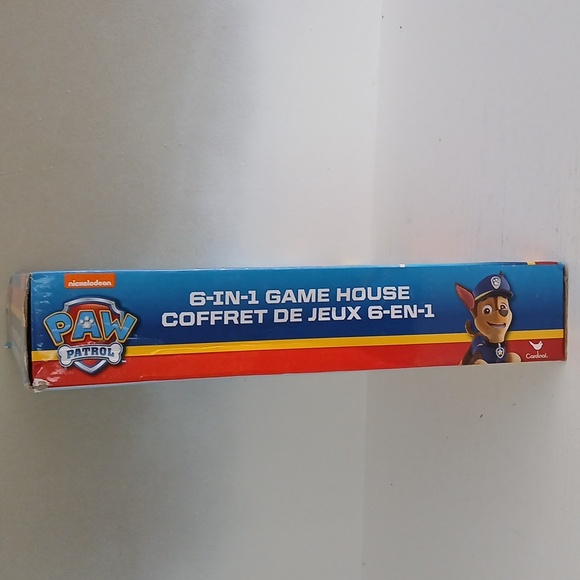 nickelodeon
PAW
PATROL
6-IN-1 GAME HOUSE
COFFRET DE JEUX 6-EN-1
Cardinal.